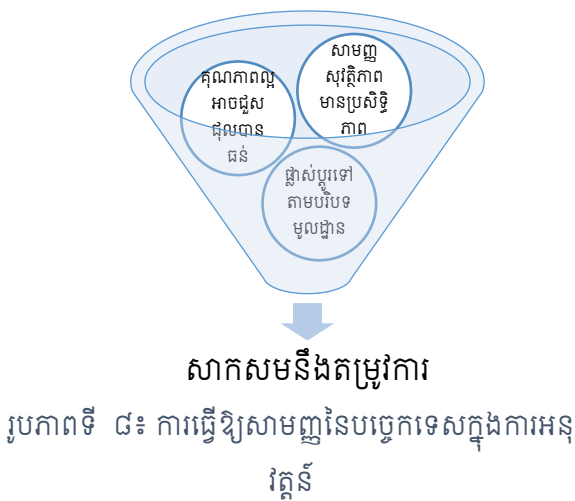 គុណភាពល្អ
អាចជួស
ជុលបាន
ធន់
សាមញ្ញ
សុវត្ថិភាព
មានប្រសិទ្ធិ
ភាព
ផ្លាស់ប្តូរទៅ
តាមបរិបទ
មូលដ្ឋាន
សាកសមនឹងតម្រូវការ
រូបភាពទី ៨៖ ការធ្វើឱ្យសាមញ្ញនៃបច្ចេកទេសក្នុងការអនុ
វត្តន៍